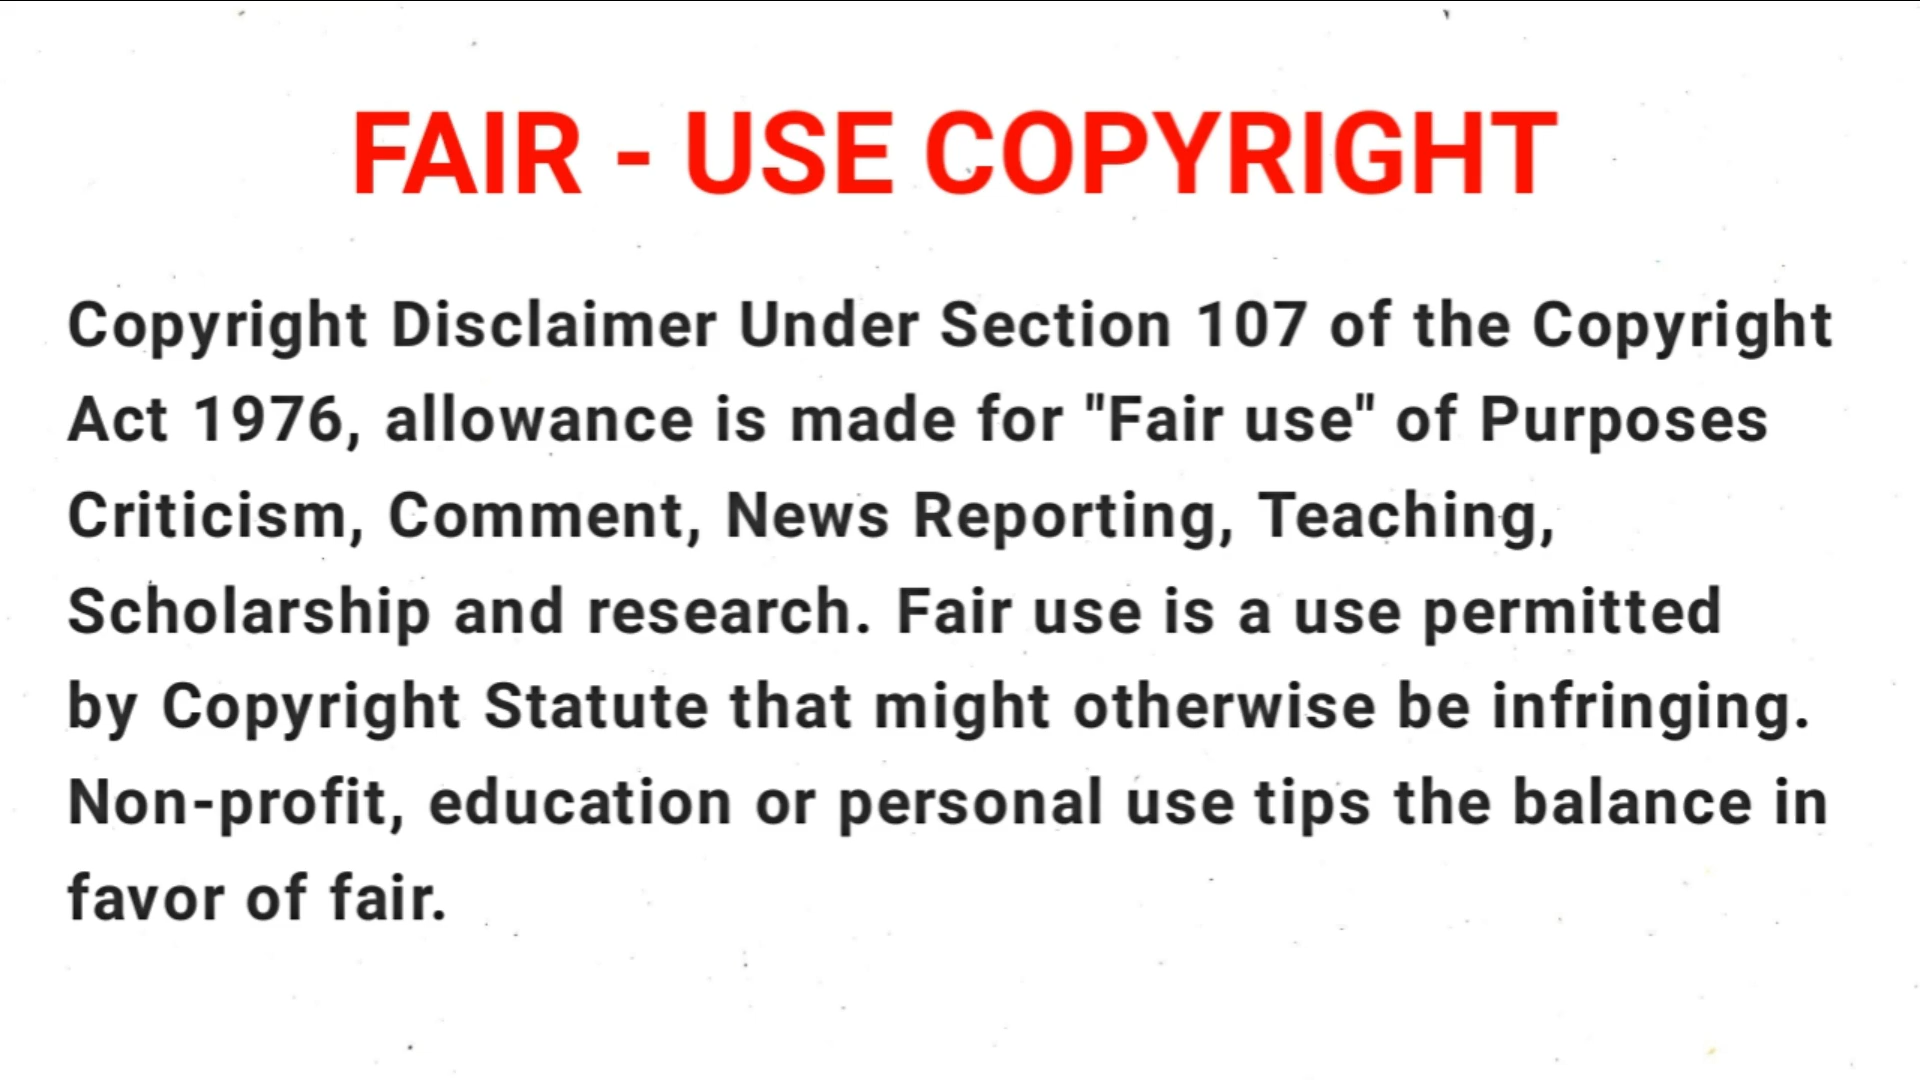 FAIR - USE COPYRIGHT
Copyright Disclaimer Under Section 107 of the Copyright
Act 1976, allowance is made for "Fair use" of Purposes
Criticism, Comment, News Reporting, Teaching,
Scholarship and research. Fair use is a use permitted
by Copyright Statute that might otherwise be infringing.
Non-profit, education or personal use tips the balance in
favor of fair.